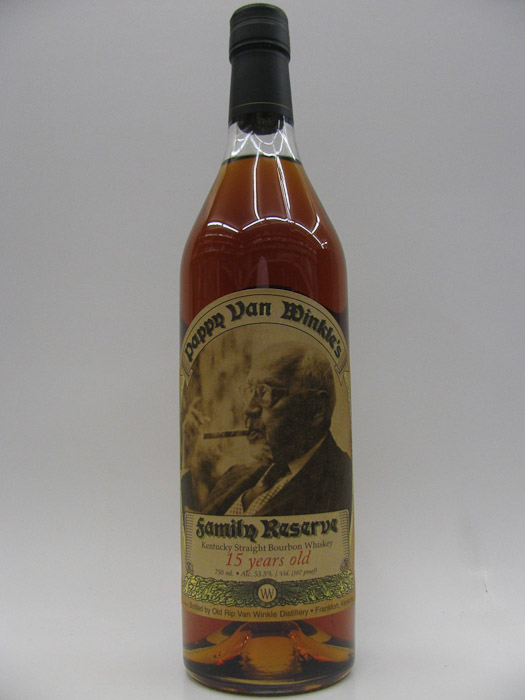 Pappy Van Winkle's
Family Reserve
Kentucky Straight Bourbon Whiskey
15 years old
750 ml. • Alc. 53.5% / Vol. (107 proof)
VW
Bottled by Old Rip Van Winkle Distillery • Frankfort,